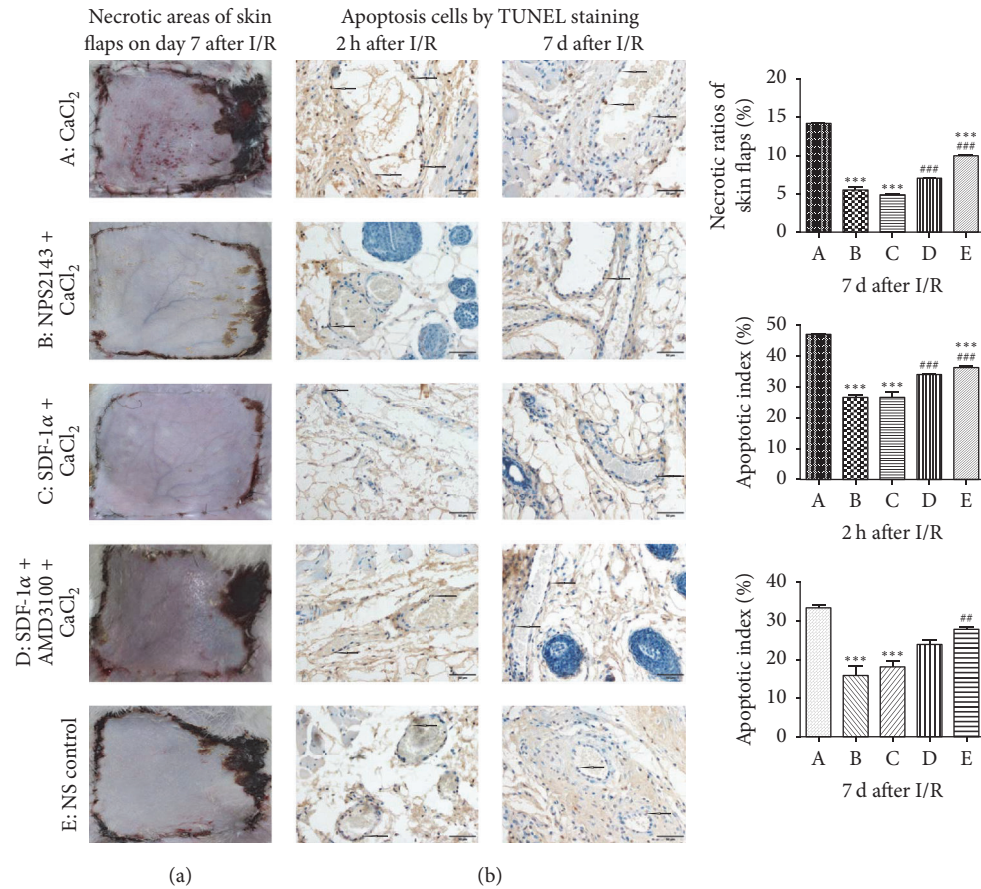 Necrotic areas of skin
flaps on day 7 after I/R
Apoptosis cells by TUNEL staining
2 h after I/R
7 d after I/R
A: CaCl₂
B: NPS2143 +
CaCl₂
C: SDF-1α +
CaCl₂
D: SDF-1α +
AMD3100 +
CaCl₂
E: NS control
(a)
(b)
Necrotic ratios of
skin flaps (%)
20
15
10
5
0
***
***
###
***
###
A B C D E
7 d after I/R
Apoptotic index (%)
50
40
30
20
10
0
***
***
###
***
###
A B C D E
2 h after I/R
Apoptotic index (%)
40
30
20
10
0
***
***
##
A B C D E
7 d after I/R